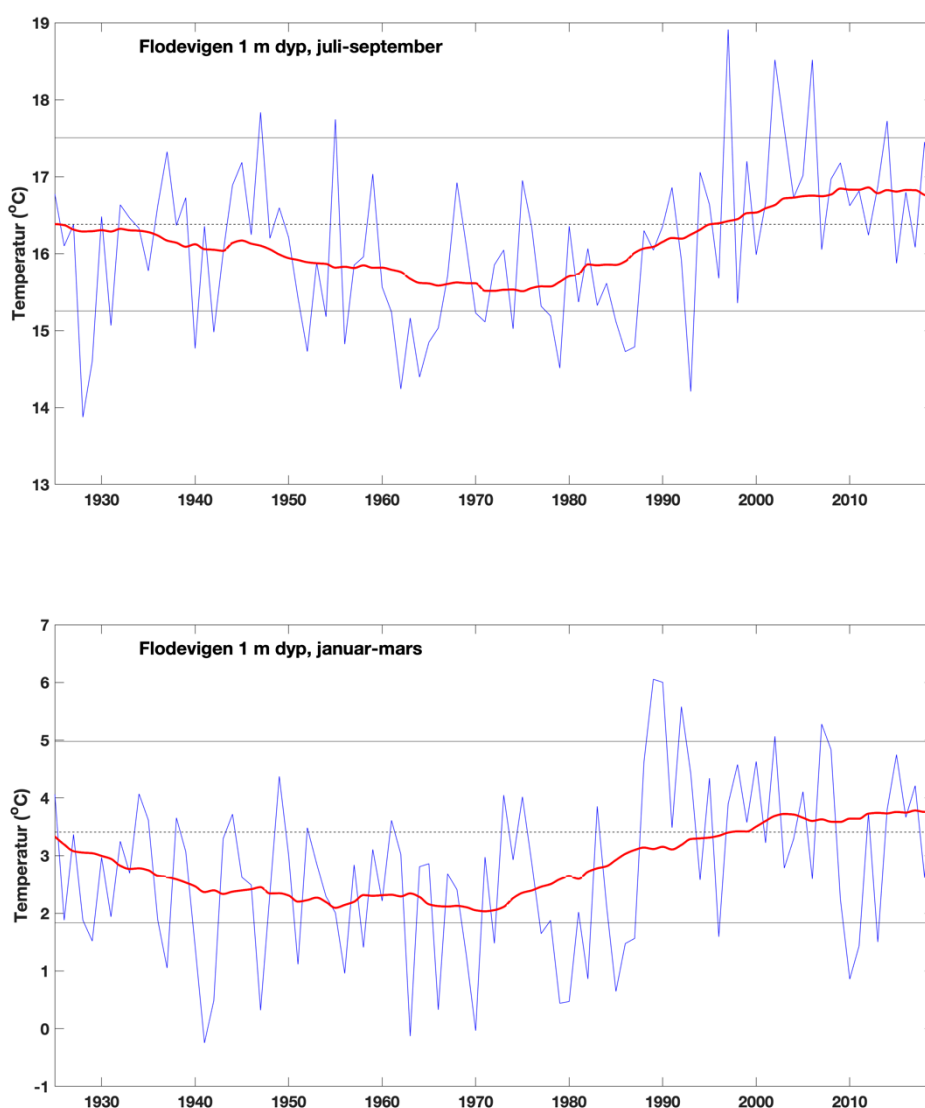 Flodevigen 1 m dyp, juli-september
Temperatur (°C)
19
18
17
16
15
14
13
1930 1940 1950 1960 1970 1980 1990 2000 2010
Flodevigen 1 m dyp, januar-mars
Temperatur (°C)
7
6
5
4
3
2
1
0
-1
1930 1940 1950 1960 1970 1980 1990 2000 2010